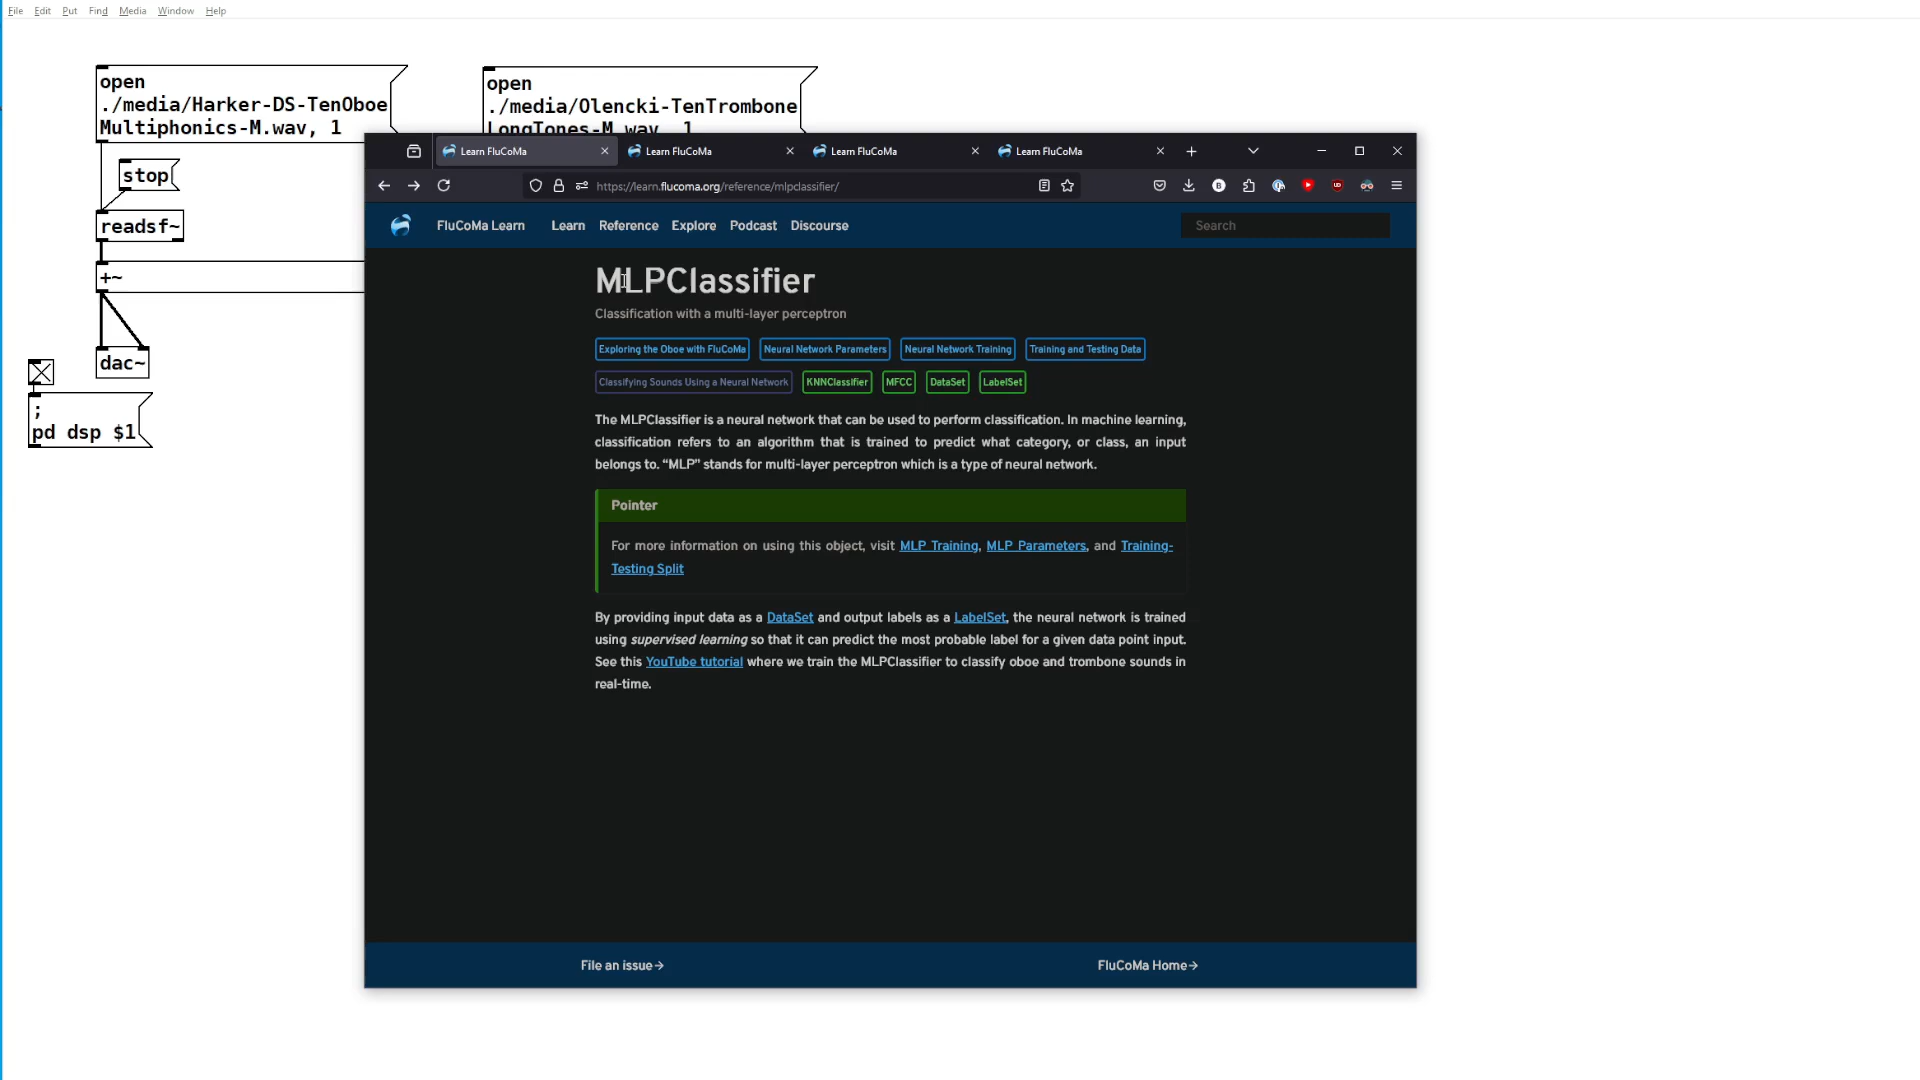 File Edit Put Find Media Window Help
open
./media/Harker-DS-TenOboe
Multiphonics-M.wav, 1
open
./media/Olencki-TenTrombone
LongTones-M.wav, 1
stop
readsf~
+~
dac~
;
pd dsp $1
Learn FluCoMa Learn FluCoMa Learn FluCoMa Learn FluCoMa
https://learn.flucoma.org/reference/mlpclassifier/
FluCoMa Learn Learn Reference Explore Podcast Discourse Search
MLPClassifier
Classification with a multi-layer perceptron
Exploring the Oboe with FluCoMa Neural Network Parameters Neural Network Training Training and Testing Data
Classifying Sounds Using a Neural Network KNNClassifier MFCC DataSet LabelSet
The MLPClassifier is a neural network that can be used to perform classification. In machine learning,
classification refers to an algorithm that is trained to predict what category, or class, an input
belongs to. “MLP” stands for multi-layer perceptron which is a type of neural network.
Pointer
For more information on using this object, visit MLP Training, MLP Parameters, and Training-
Testing Split
By providing input data as a DataSet and output labels as a LabelSet, the neural network is trained
using supervised learning so that it can predict the most probable label for a given data point input.
See this YouTube tutorial where we train the MLPClassifier to classify oboe and trombone sounds in
real-time.
File an issue→ FluCoMa Home→